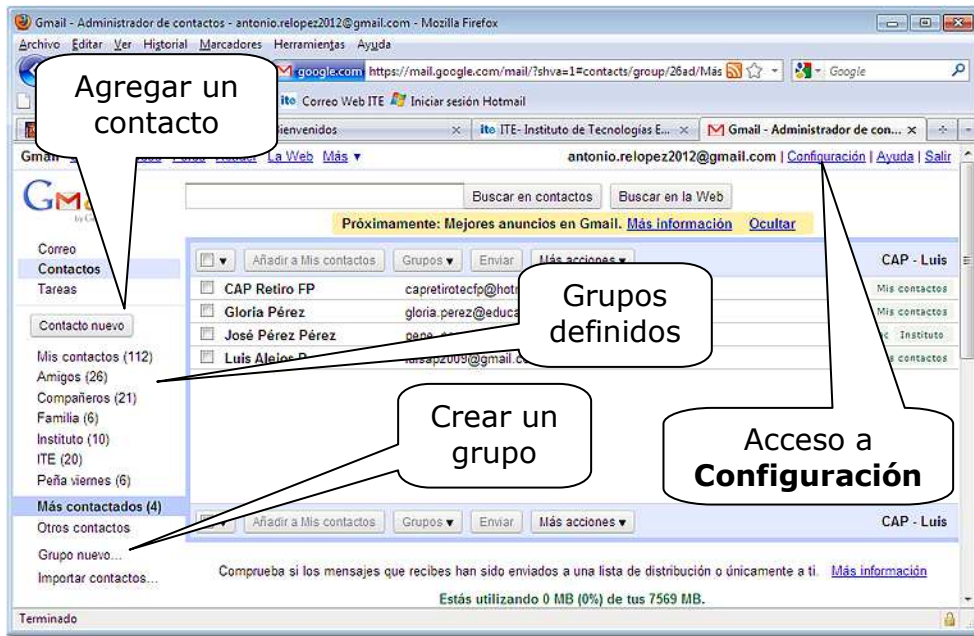 Gmail - Administrador de contactos - antonio.relopez2012@gmail.com - Mozilla Firefox
Archivo Editar Ver Historial Marcadores Herramientas Ayuda
google.com https://mail.google.com/mail/?shva=1#contacts/group/26ad/Más Google
Agregar un
contacto
ite Correo Web ITE Iniciar sesión Hotmail
ienvenidos
ite ITE- Instituto de Tecnologías E...
Gmail - Administrador de con...
Gmail La Web Más
antonio.relopez2012@gmail.com | Configuración | Ayuda | Salir
Buscar en contactos Buscar en la Web
Próximamente: Mejores anuncios en Gmail. Más información Ocultar
Correo
Contactos
Tareas
Contacto nuevo
Mis contactos (112)
Amigos (26)
Compañeros (21)
Familia (6)
Instituto (10)
ITE (20)
Peña viernes (6)
Más contactados (4)
Otros contactos
Grupo nuevo...
Importar contactos...
Añadir a Mis contactos Grupos Enviar Más acciones CAP - Luis
CAP Retiro FP capretirotecfp@hot Mis contactos
Gloria Pérez gloria.perez@educa Mis contactos
José Pérez Pérez Instituto
Luis Alejos contactos
Grupos
definidos
Crear un
grupo
Acceso a
Configuración
Añadir a Mis contactos Grupos Enviar Más acciones CAP - Luis
Comprueba si los mensajes que recibes han sido enviados a una lista de distribución o únicamente a ti. Más información
Estás utilizando 0 MB (0%) de tus 7569 MB.
Terminado